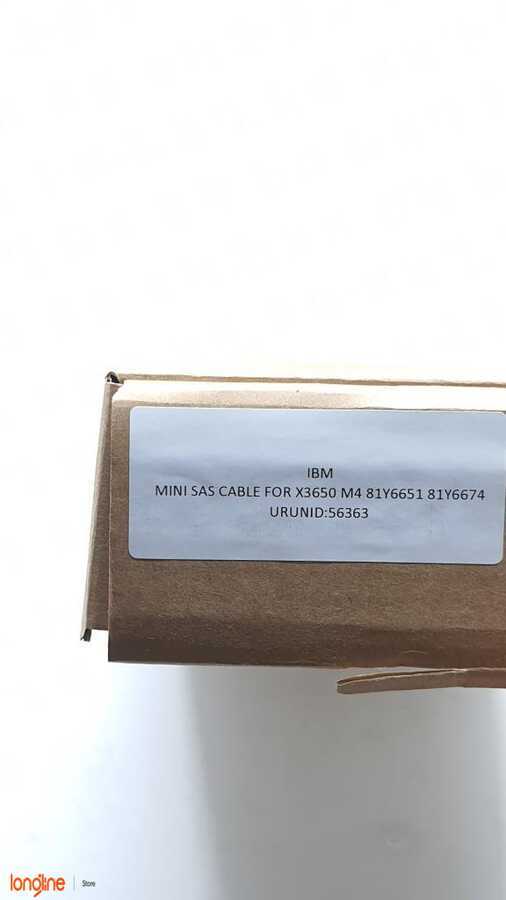 IBM
MINI SAS CABLE FOR X3650 M4 81Y6651 81Y6674
URUNID:56363
longline Store